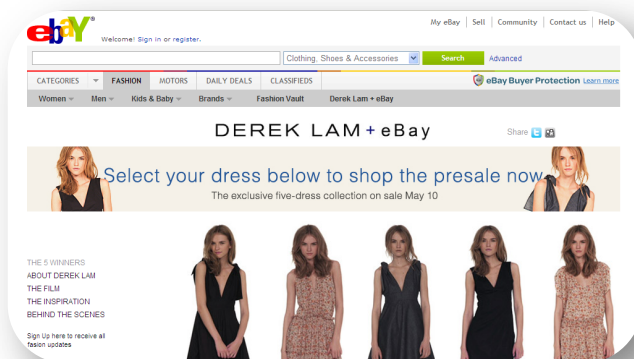 My eBay | Sell | Community | Contact us | Help
ebaY®
Welcome! Sign in or register.
Clothing, Shoes & Accessories Search Advanced
CATEGORIES FASHION MOTORS DAILY DEALS CLASSIFIEDS eBay Buyer Protection Learn more
Women Men Kids & Baby Brands Fashion Vault Derek Lam + eBay
DEREK LAM + eBay Share
Select your dress below to shop the presale now
The exclusive five-dress collection on sale May 10
THE 5 WINNERS
ABOUT DEREK LAM
THE FILM
THE INSPIRATION
BEHIND THE SCENES
Sign Up here to receive all
fasion updates